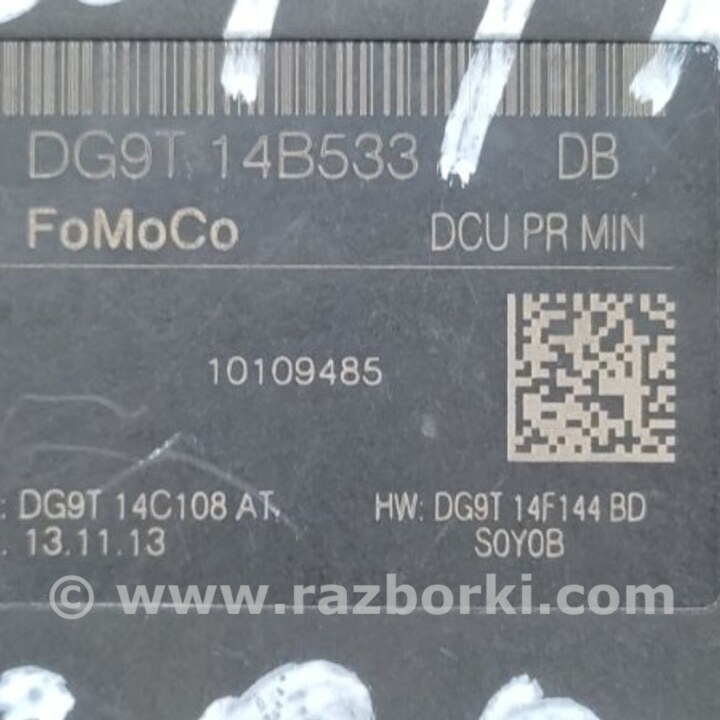 DG9T 14B533 DB
FoMoCo DCU PR MIN
10109485
: DG9T 14C108 AT HW: DG9T 14F144 BD
. 13.11.13 S0Y0B
© www.razborki.com